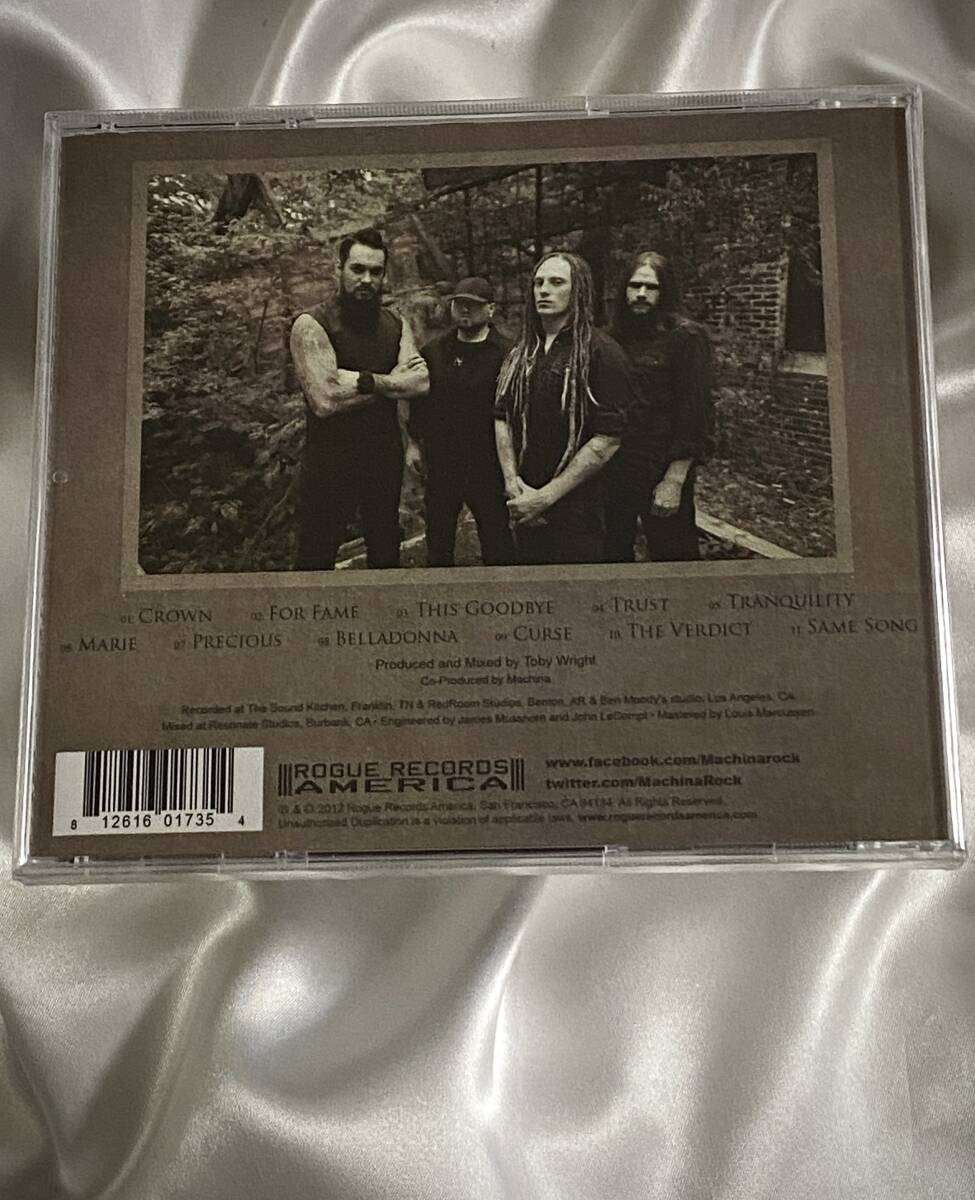 01. CROWN 02. FOR FAME 03. THIS GOODBYE 04. TRUST 05. TRANQUILITY
06. MARIE 07. PRECIOUS 08. BELLADONNA 09. CURSE 10. THE VERDICT 11. SAME SONG
Produced and Mixed by Toby Wright
Co-Produced by Machina
Recorded at The Sound Kitchen, Franklin, TN & RedRoom Studios, Benton, AR & Ben Moody's studio, Los Angeles, CA
Mixed at Resonate Studios, Burbank, CA • Engineered by James Musshorn and John LeCompt • Mastered by Louis Marcussen
ROGUE RECORDS
AMERICA
www.facebook.com/Machinarock
twitter.com/MachinaRock
℗ & © 2012 Rogue Records America, San Francisco, CA 94134 All Rights Reserved.
Unauthorized Duplication is a violation of applicable laws. www.roguerecordsamerica.com
8 12616 01735 4